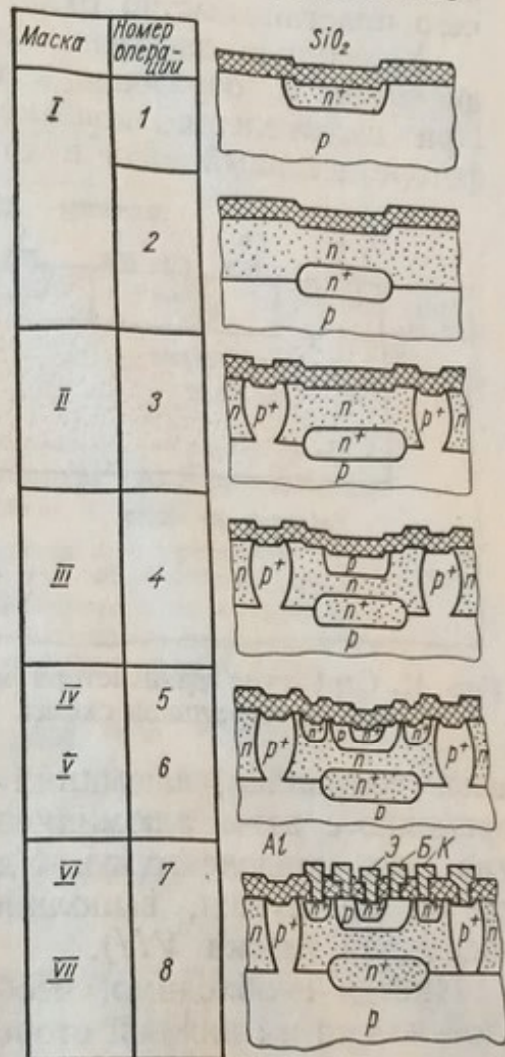 Маска
Номер
опера-
ции
SiO₂
I
1
n⁺
p
2
n
n⁺
p
II
3
n p⁺ n p⁺ n
n⁺
p
III
4
n p⁺ p p⁺ n
n
n⁺
p
IV
5
n p⁺ n⁺ p n⁺ n⁺ p⁺ n
V
6
n
n⁺
p
Al Э Б К
VI
7
n p⁺ n⁺ p n⁺ n⁺ p⁺ n
VII
8
n⁺
p